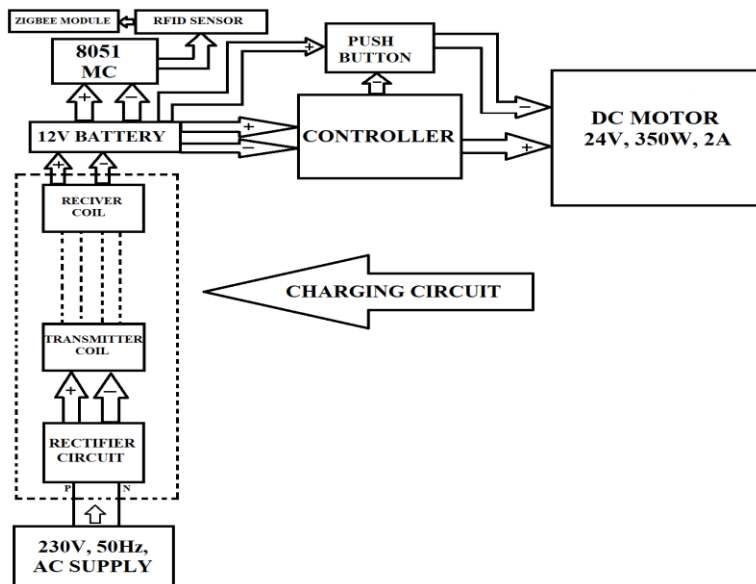 ZIGBEE MODULE
RFID SENSOR
8051
MC
PUSH
BUTTON
+
−
+
−
−
12V BATTERY
+
−
CONTROLLER
+
DC MOTOR
24V, 350W, 2A
+
−
RECIVER
COIL
CHARGING CIRCUIT
TRANSMITTER
COIL
+
−
RECTIFIER
CIRCUIT
P
N
230V, 50Hz,
AC SUPPLY